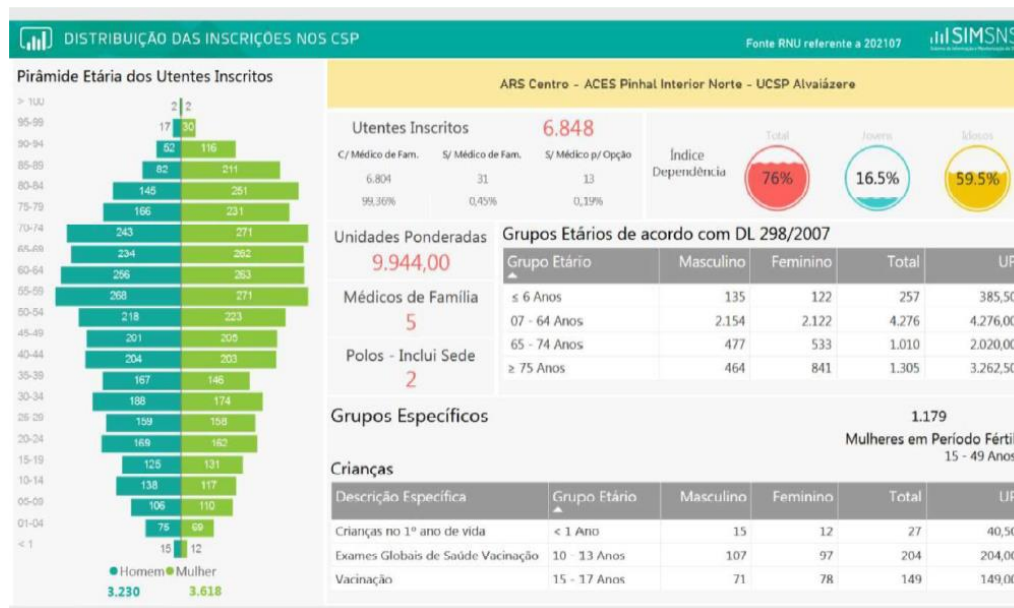 DISTRIBUIÇÃO DAS INSCRIÇÕES NOS CSP
Fonte RNU referente a 202107
SIMSNS
Pirâmide Etária dos Utentes Inscritos
> 100 2 2
95-99 17 30
90-94 52 116
85-89 82 211
80-84 145 251
75-79 166 231
70-74 243 271
65-69 234 262
60-64 256 263
55-59 268 271
50-54 218 223
45-49 201 205
40-44 204 203
35-39 167 146
30-34 188 174
25-29 159 158
20-24 169 162
15-19 125 131
10-14 138 117
05-09 106 110
01-04 75 69
< 1 15 12
Homem Mulher
3.230 3.618
ARS Centro - ACES Pinhal Interior Norte - UCSP Alvaiázere
Utentes Inscritos 6.848
C/ Médico de Fam. S/ Médico de Fam. S/ Médico p/ Opção
6.804 31 13
99,36% 0,45% 0,19%
Índice
Dependência
Total Jovens Idosos
76% 16.5% 59.5%
Unidades Ponderadas
9.944,00
Médicos de Família
5
Polos - Inclui Sede
2
Grupos Etários de acordo com DL 298/2007
Grupo Etário Masculino Feminino Total UP
≤ 6 Anos 135 122 257 385,50
07 - 64 Anos 2.154 2.122 4.276 4.276,00
65 - 74 Anos 477 533 1.010 2.020,00
≥ 75 Anos 464 841 1.305 3.262,50
Grupos Específicos
1.179
Mulheres em Período Fértil
15 - 49 Anos
Crianças
Descrição Específica Grupo Etário Masculino Feminino Total UP
Crianças no 1º ano de vida < 1 Ano 15 12 27 40,50
Exames Globais de Saúde Vacinação 10 - 13 Anos 107 97 204 204,00
Vacinação 15 - 17 Anos 71 78 149 149,00